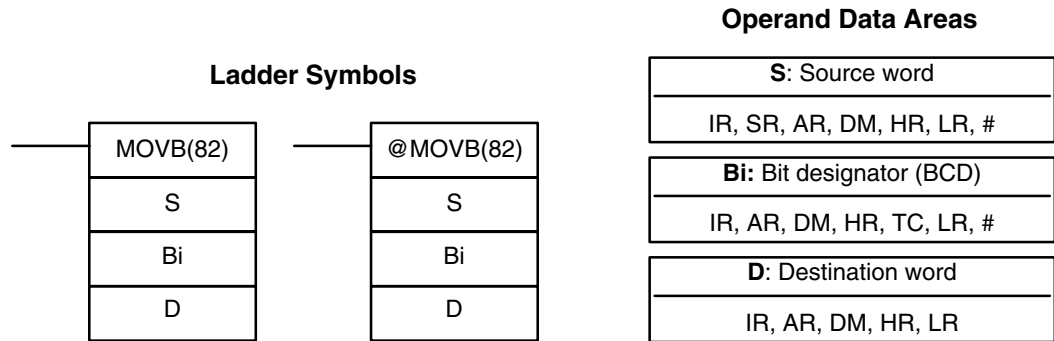 Ladder Symbols
MOVB(82)
S
Bi
D
@MOVB(82)
S
Bi
D
Operand Data Areas
S: Source word
IR, SR, AR, DM, HR, LR, #
Bi: Bit designator (BCD)
IR, AR, DM, HR, TC, LR, #
D: Destination word
IR, AR, DM, HR, LR